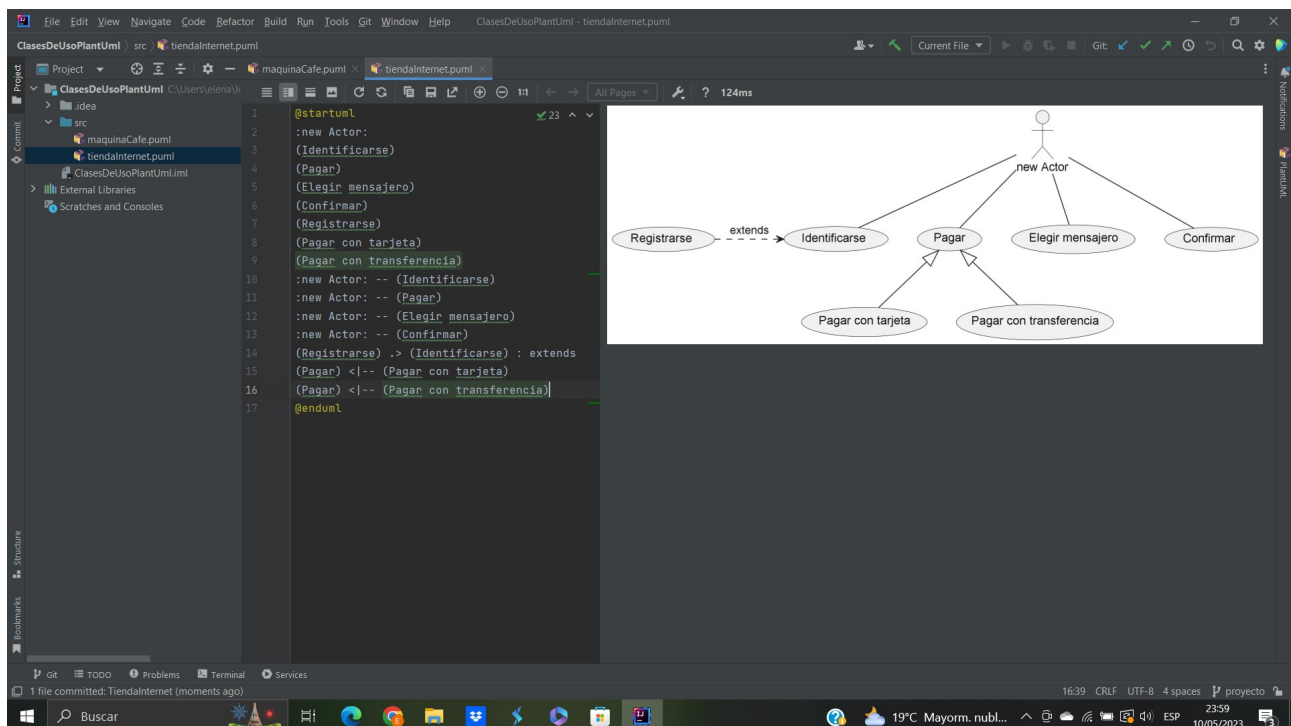 File Edit View Navigate Code Refactor Build Run Tools Git Window Help ClasesDeUsoPlantUml - tiendaInternet.puml
ClasesDeUsoPlantUml src tiendaInternet.puml
Current File
Git:
Project
maquinaCafe.puml
tiendaInternet.puml
ClasesDeUsoPlantUml C:\Users\elena\Ic
.idea
src
maquinaCafe.puml
tiendaInternet.puml
ClasesDeUsoPlantUml.iml
External Libraries
Scratches and Consoles
Project
Commit
Structure
Bookmarks
1:1
All Pages
? 124ms
23
1 @startuml
2 :new Actor:
3 (Identificarse)
4 (Pagar)
5 (Elegir mensajero)
6 (Confirmar)
7 (Registrarse)
8 (Pagar con tarjeta)
9 (Pagar con transferencia)
10 :new Actor: -- (Identificarse)
11 :new Actor: -- (Pagar)
12 :new Actor: -- (Elegir mensajero)
13 :new Actor: -- (Confirmar)
14 (Registrarse) .> (Identificarse) : extends
15 (Pagar) <|-- (Pagar con tarjeta)
16 (Pagar) <|-- (Pagar con transferencia)
17 @enduml
new Actor
Registrarse
extends
Identificarse
Pagar
Elegir mensajero
Confirmar
Pagar con tarjeta
Pagar con transferencia
Notifications
PlantUML
Git TODO Problems Terminal Services
1 file committed: TiendaInternet (moments ago)
16:39 CRLF UTF-8 4 spaces proyecto
Buscar
19°C Mayorm. nubl...
ESP
23:59
10/05/2023
3